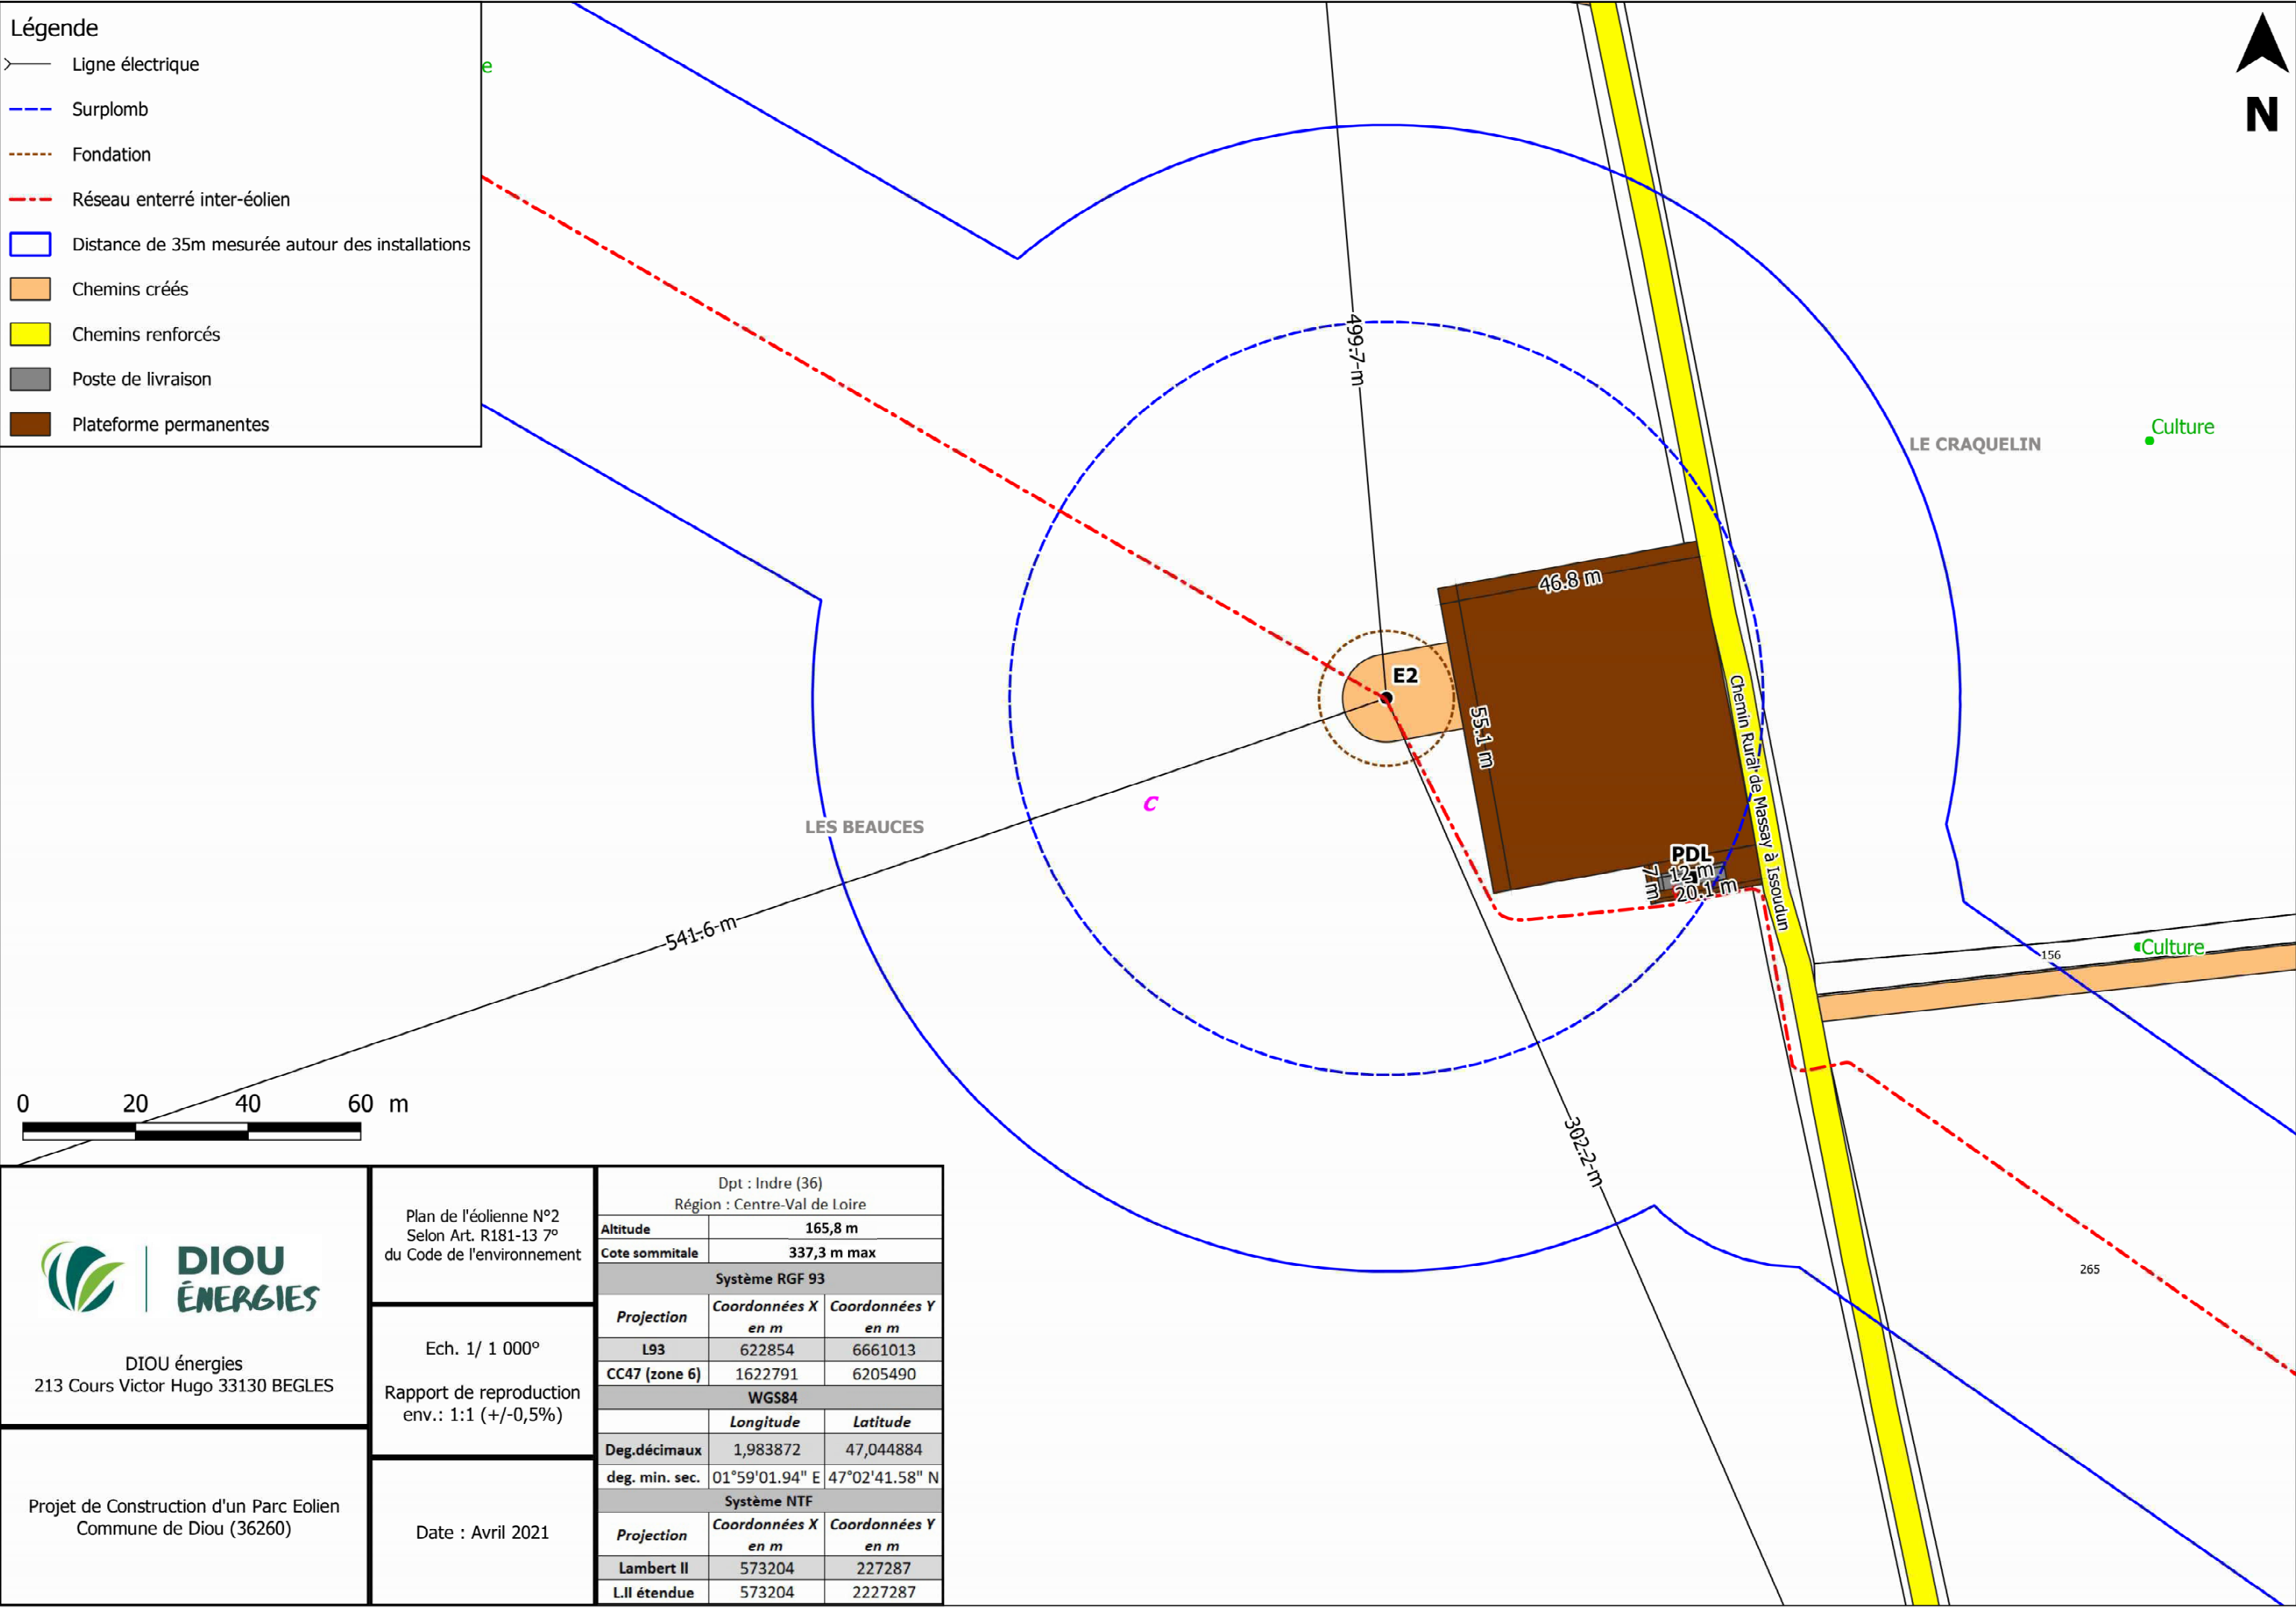 Légende
Ligne électrique
Surplomb
Fondation
Réseau enterré inter-éolien
Distance de 35m mesurée autour des installations
Chemins créés
Chemins renforcés
Poste de livraison
Plateforme permanentes
e
N
499.7 m
Culture
LE CRAQUELIN
46.8 m
E2
55.1 m
Chemin Rural de Massay à Issoudun
C
LES BEAUCES
PDL
12 m
7 m
20.1 m
541.6 m
156
Culture
302.2 m
265
0 20 40 60 m
DIOU
ÉNERGIES
DIOU énergies
213 Cours Victor Hugo 33130 BEGLES
Projet de Construction d'un Parc Eolien
Commune de Diou (36260)
Plan de l'éolienne N°2
Selon Art. R181-13 7°
du Code de l'environnement
Ech. 1/ 1 000°
Rapport de reproduction
env.: 1:1 (+/-0,5%)
Date : Avril 2021
Dpt : Indre (36)
Région : Centre-Val de Loire
Altitude 165,8 m
Cote sommitale 337,3 m max
Système RGF 93
Projection Coordonnées X en m Coordonnées Y en m
L93 622854 6661013
CC47 (zone 6) 1622791 6205490
WGS84
Longitude Latitude
Deg.décimaux 1,983872 47,044884
deg. min. sec. 01°59'01.94" E 47°02'41.58" N
Système NTF
Projection Coordonnées X en m Coordonnées Y en m
Lambert II 573204 227287
L.II étendue 573204 2227287